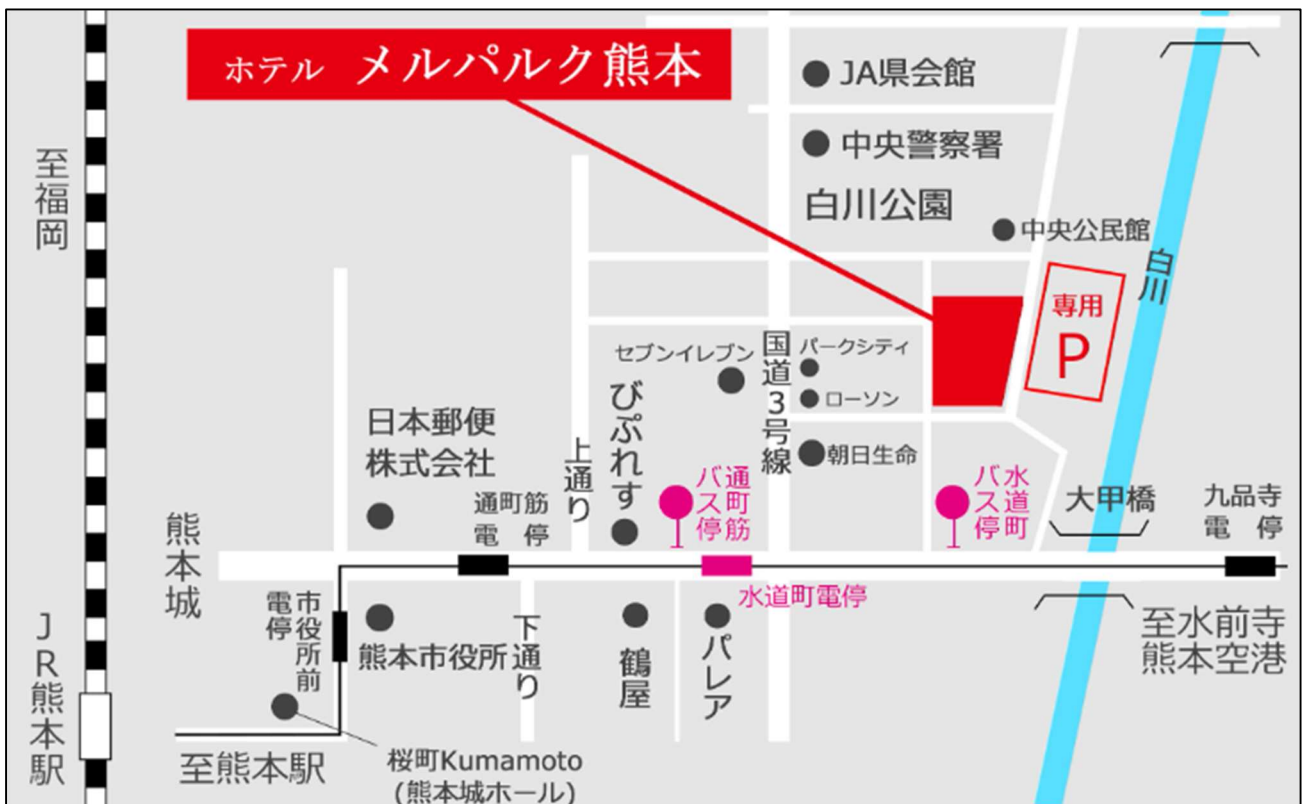 ホテル メルパルク熊本
JA県会館
中央警察署
白川公園
中央公民館
白川
専用
P
至福岡
セブンイレブン
国道3号線
パークシティ
ローソン
朝日生命
びぷれす
上通り
日本郵便
株式会社
通町筋
電停
通町筋
バス停
水道町
バス停
大甲橋
九品寺
電停
熊本城
水道町電停
市役所前
電停
熊本市役所
下通り
鶴屋
パレア
至水前寺
熊本空港
JR熊本駅
至熊本駅
桜町Kumamoto
(熊本城ホール)